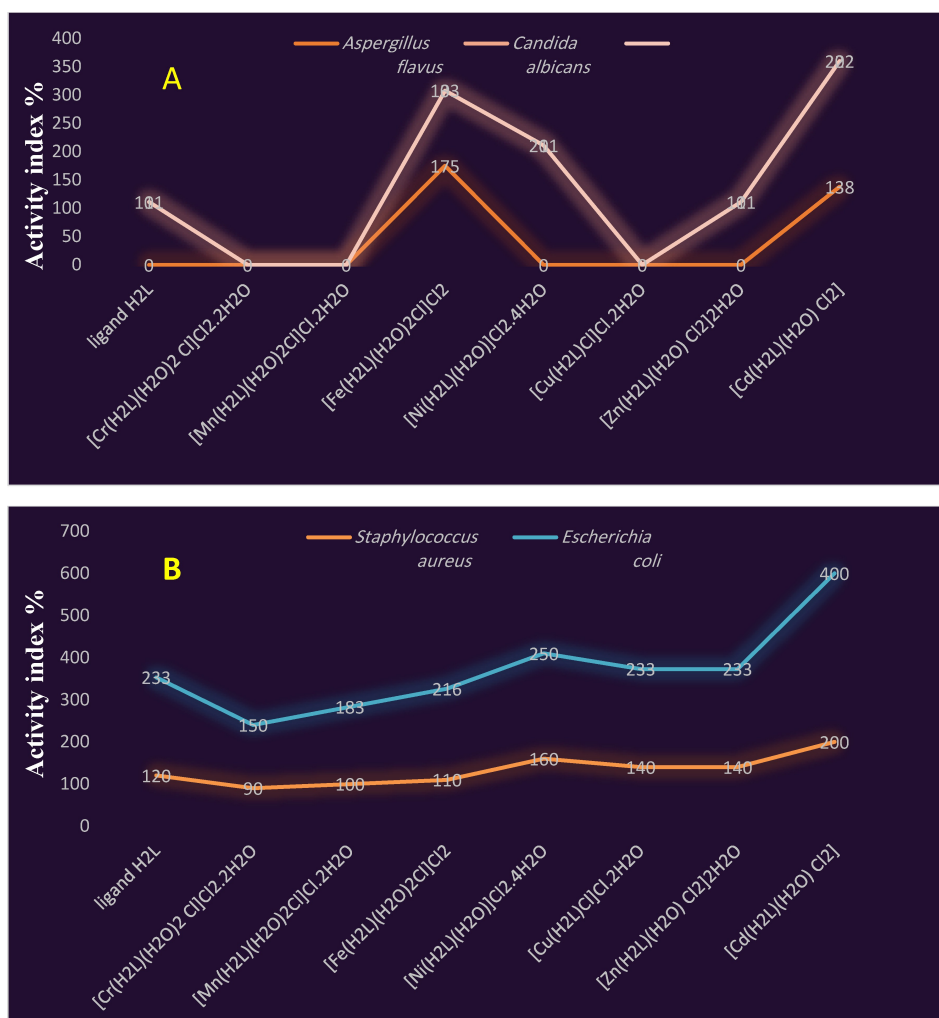 A
Activity index %
Aspergillus
flavus
Candida
albicans
400
350
300
250
200
150
100
50
0
175
138
0
0
0
0
0
0
ligand H2L
[Cr(H2L)(H2O)2 Cl]Cl2.2H2O
[Mn(H2L)(H2O)2Cl]Cl.2H2O
[Fe(H2L)(H2O)2Cl]Cl2
[Ni(H2L)(H2O)]Cl2.4H2O
[Cu(H2L)Cl]Cl.2H2O
[Zn(H2L)(H2O) Cl2]2H2O
[Cd(H2L)(H2O) Cl2]
B
Activity index %
Staphylococcus
aureus
Escherichia
coli
700
600
500
400
300
200
100
0
233
150
183
216
250
233
233
400
120
90
100
110
160
140
140
200
ligand H2L
[Cr(H2L)(H2O)2 Cl]Cl2.2H2O
[Mn(H2L)(H2O)2Cl]Cl.2H2O
[Fe(H2L)(H2O)2Cl]Cl2
[Ni(H2L)(H2O)]Cl2.4H2O
[Cu(H2L)Cl]Cl.2H2O
[Zn(H2L)(H2O) Cl2]2H2O
[Cd(H2L)(H2O) Cl2]